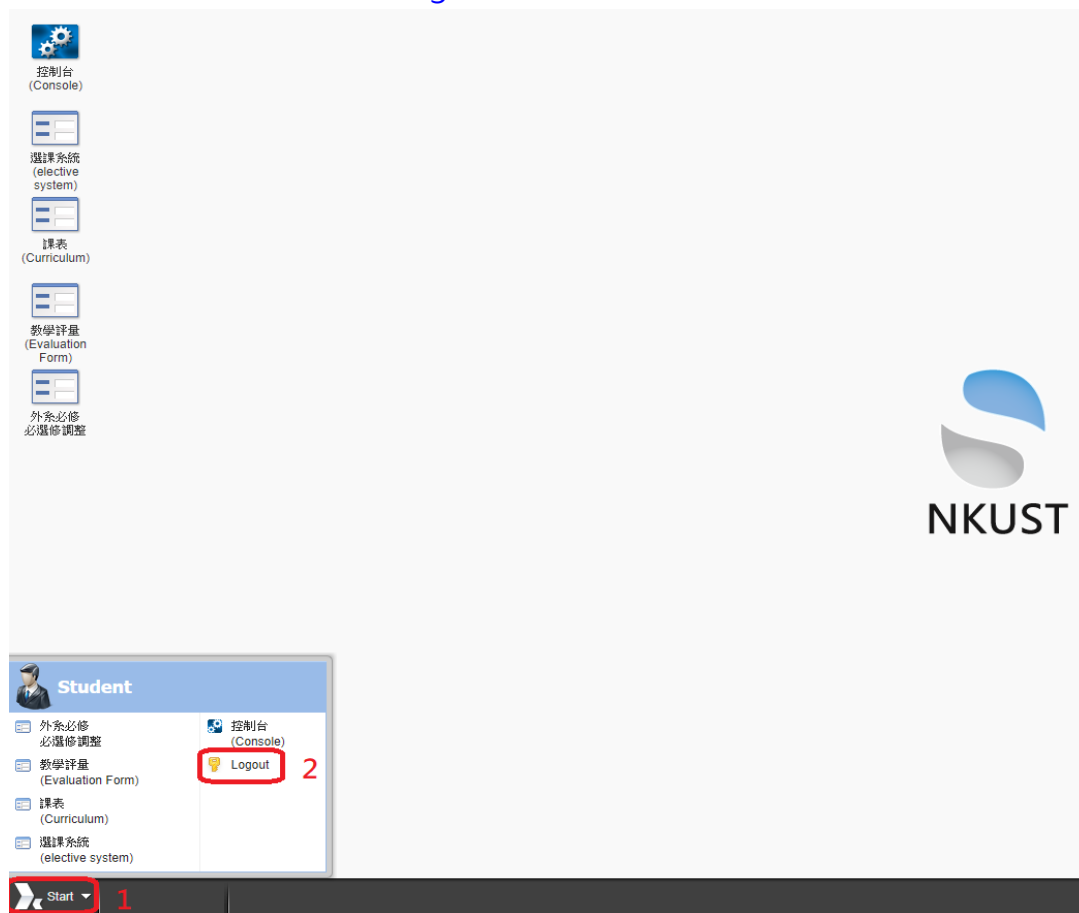 控制台
(Console)
選課系統
(elective
system)
課表
(Curriculum)
教學評量
(Evaluation
Form)
外系必修
必選修調整
NKUST
Student
外系必修
必選修調整
教學評量
(Evaluation Form)
課表
(Curriculum)
選課系統
(elective system)
控制台
(Console)
Logout
2
Start
1